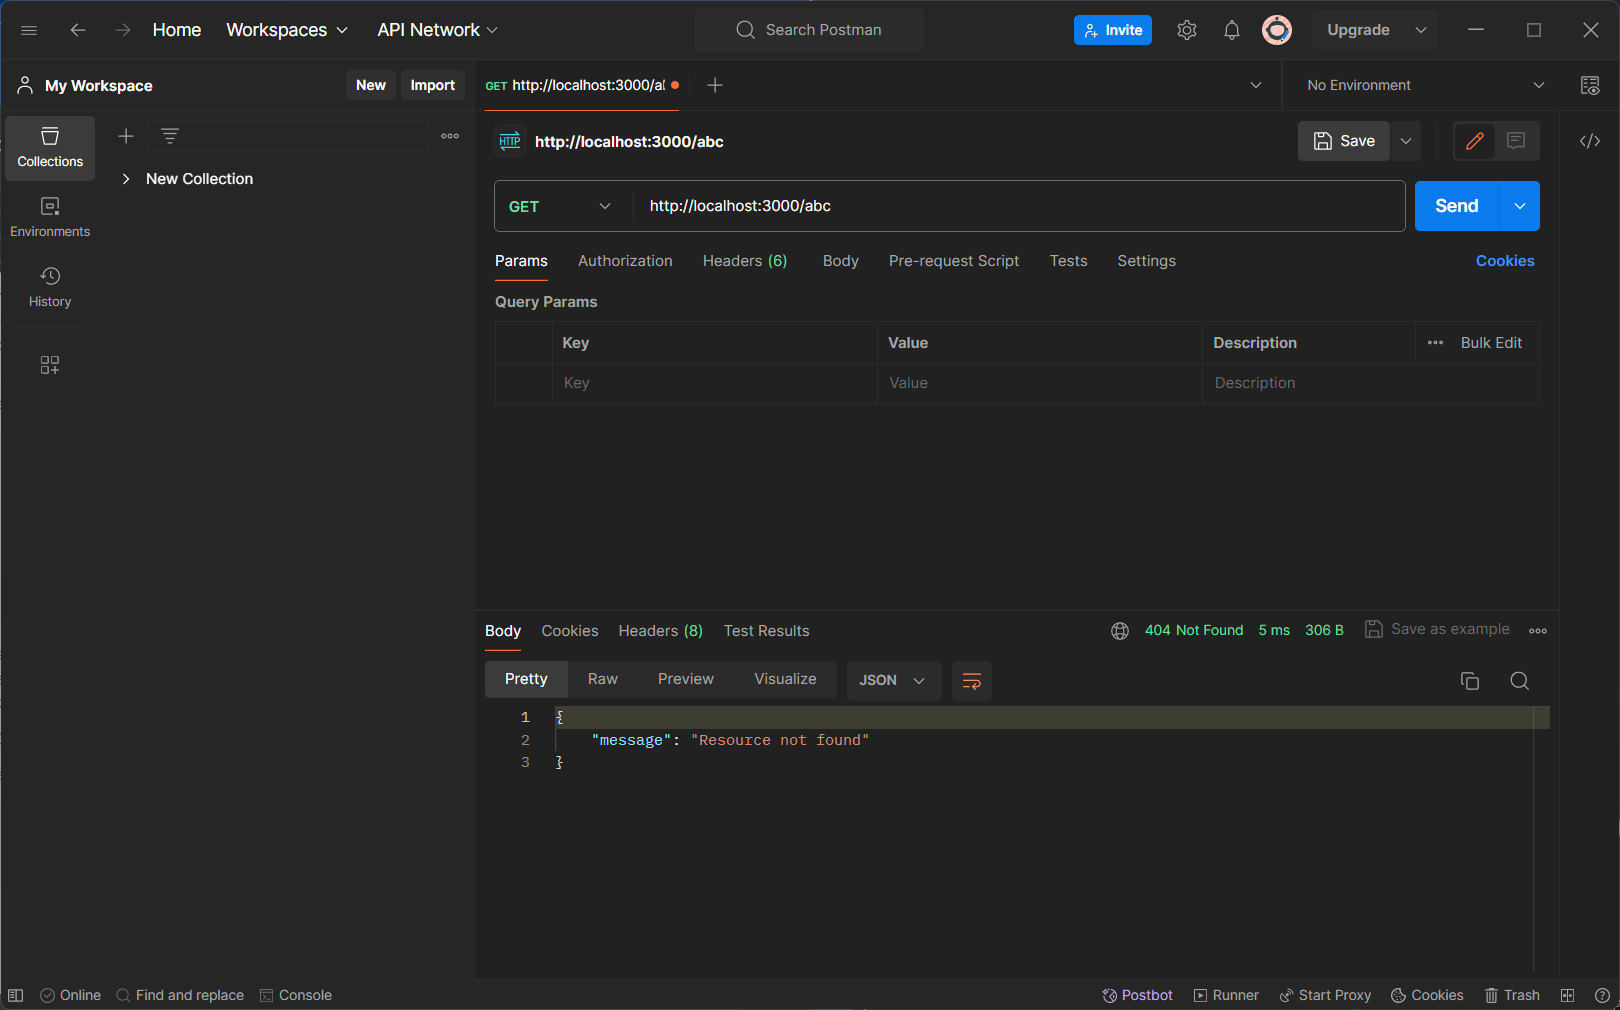 Home Workspaces API Network Search Postman Invite Upgrade
My Workspace New Import GET http://localhost:3000/al No Environment
Collections
Environments
History
New Collection
HTTP http://localhost:3000/abc Save
GET http://localhost:3000/abc Send
Params Authorization Headers (6) Body Pre-request Script Tests Settings Cookies
Query Params
Key Value Description Bulk Edit
Key Value Description
Body Cookies Headers (8) Test Results 404 Not Found 5 ms 306 B Save as example
Pretty Raw Preview Visualize JSON
1 {
2 "message": "Resource not found"
3 }
Online Find and replace Console Postbot Runner Start Proxy Cookies Trash